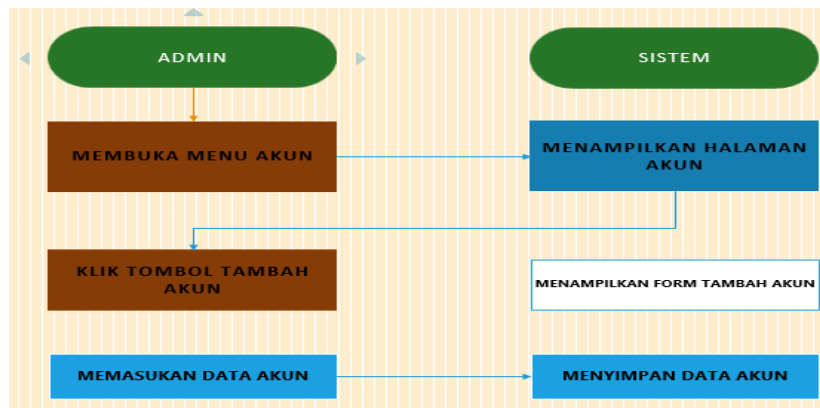 ADMIN
SISTEM
MEMBUKA MENU AKUN
MENAMPILKAN HALAMAN
AKUN
KLIK TOMBOL TAMBAH
AKUN
MENAMPILKAN FORM TAMBAH AKUN
MEMASUKAN DATA AKUN
MENYIMPAN DATA AKUN